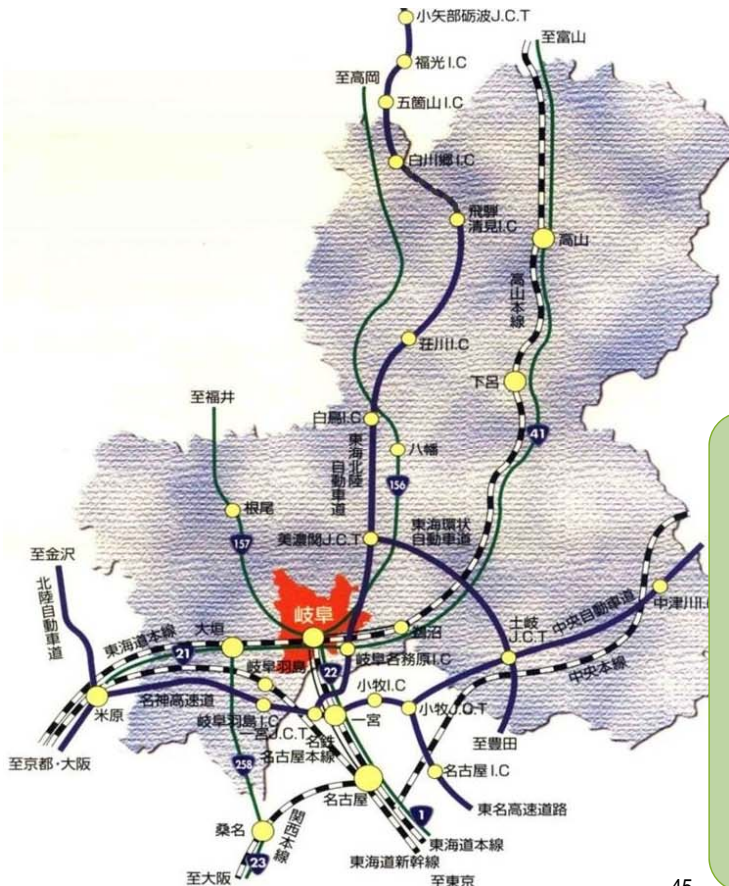 小矢部砺波J.C.T
至富山
福光I.C
至高岡
五箇山I.C
白川郷I.C
飛騨
清見I.C
高山
高山本線
荘川I.C
下呂
至福井
白鳥I.C
41
八幡
東海北陸
自動車道
156
根尾
東海環状
自動車道
157
美濃関J.C.T
至金沢
北陸自動車道
岐阜
中津川I.C
中央自動車道
土岐
J.C.T
東海道本線
大垣
鵜沼
21
岐阜各務原I.C
中央本線
岐阜羽島
22
小牧I.C
米原
名神高速道
岐阜羽島I.C
一宮
小牧J.C.T
一宮J.C.T
名鉄
名古屋本線
至豊田
至京都・大阪
258
名古屋I.C
名古屋
東名高速道路
1
桑名
関西本線
東海道本線
23
東海道新幹線
至大阪
至東京
45